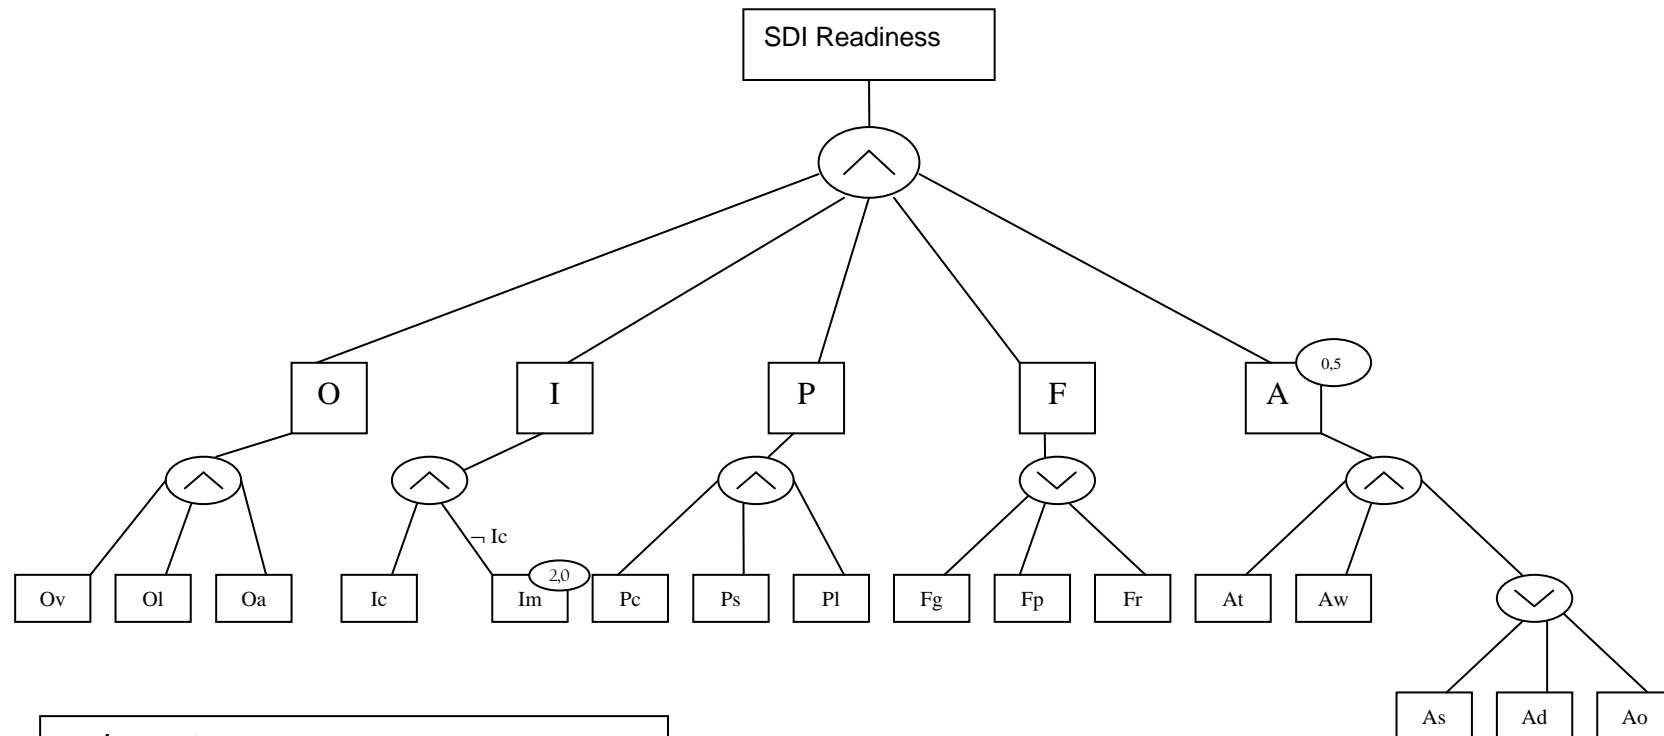 SDI Readiness
0,5
O I P F A
¬ Ic
2,0
Ov Ol Oa Ic Im Pc Ps Pl Fg Fp Fr At Aw
As Ad Ao